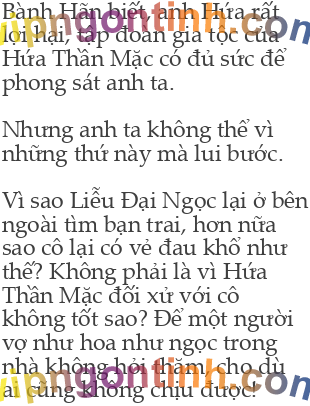 Bành Hãn biết, anh Hứa rất
lợi hại, tập đoàn gia tộc của
Hứa Thần Mặc có đủ sức để
phong sát anh ta.
Nhưng anh ta không thể vì
những thứ này mà lui bước.
Vì sao Liễu Đại Ngọc lại ở bên
ngoài tìm bạn trai, hơn nữa
sao cô lại có vẻ đau khổ như
thế? Không phải là vì Hứa
Thần Mặc đối xử với cô
không tốt sao? Để một người
vợ như hoa như ngọc trong
nhà không hỏi thăm, cho dù
ai cũng không chịu được!
vipngontinh.com
vipngontinh.com